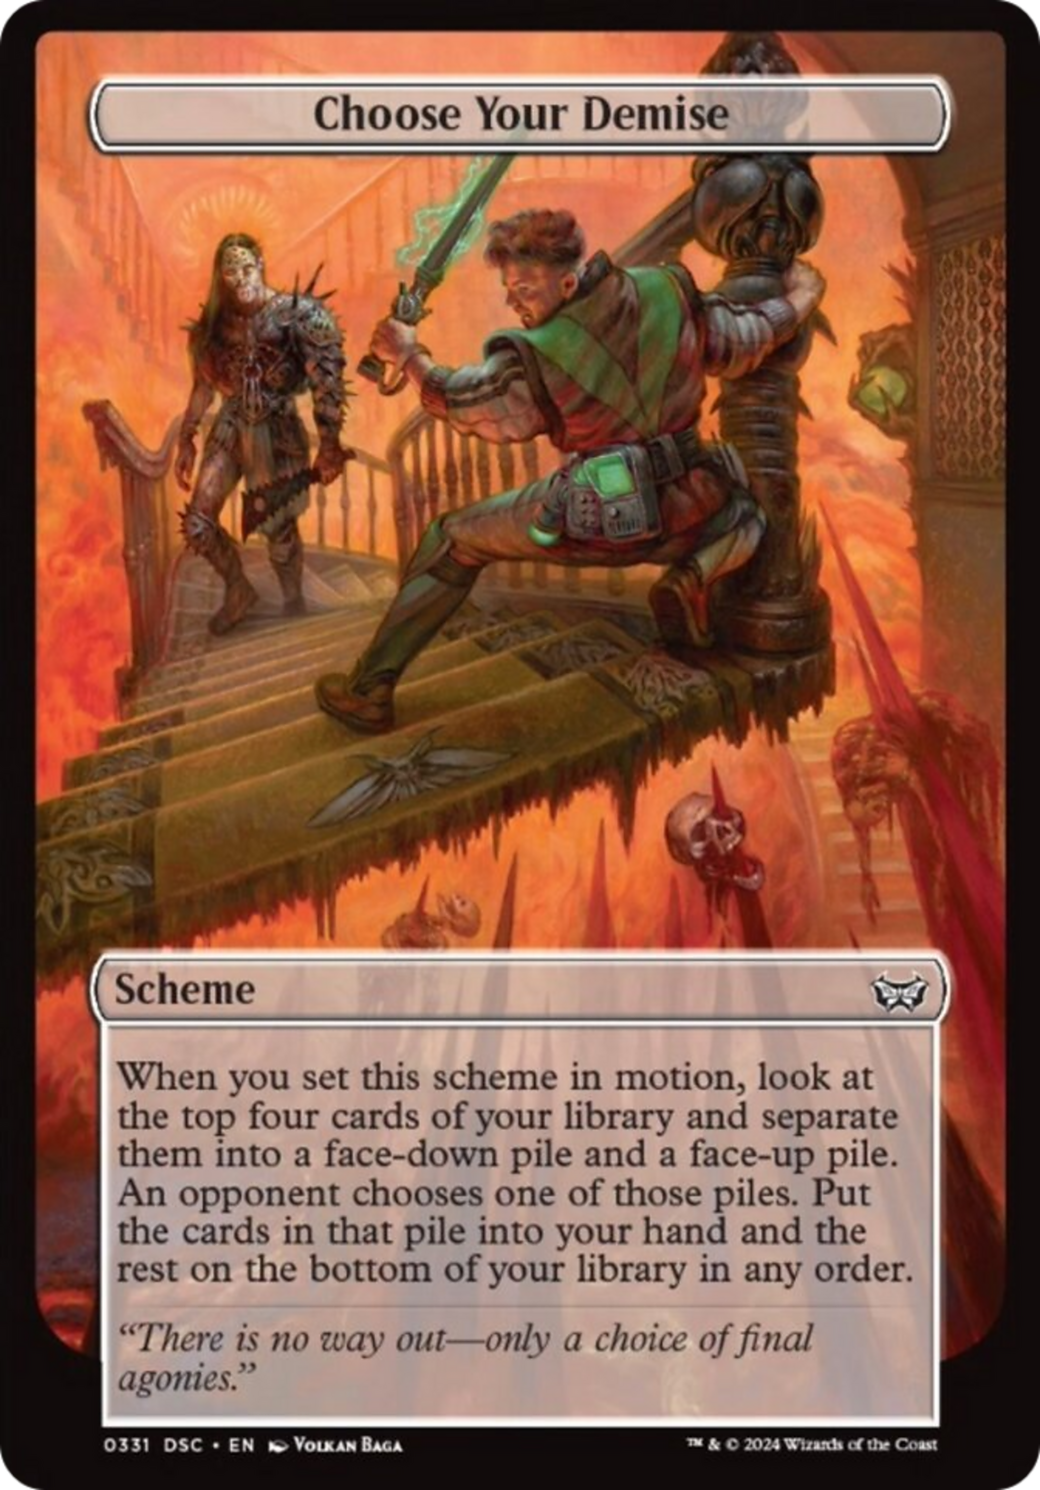 Choose Your Demise
Scheme
When you set this scheme in motion, look at
the top four cards of your library and separate
them into a face-down pile and a face-up pile.
An opponent chooses one of those piles. Put
the cards in that pile into your hand and the
rest on the bottom of your library in any order.
“There is no way out—only a choice of final
agonies.”
0331 DSC • EN Volkan Baga
™ & © 2024 Wizards of the Coast